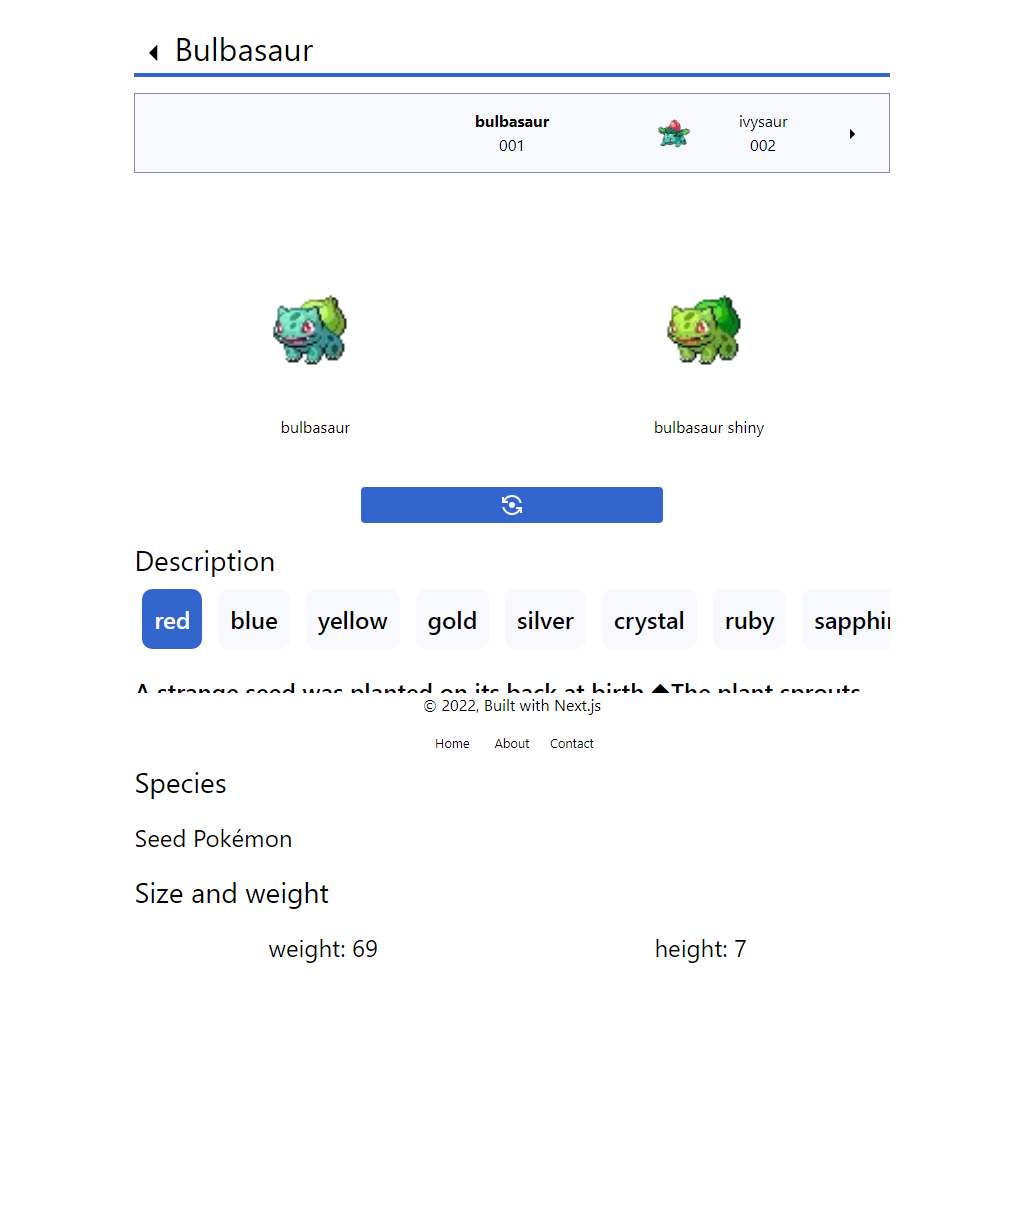 Bulbasaur
bulbasaur
001
ivysaur
002
bulbasaur
bulbasaur shiny
Description
red blue yellow gold silver crystal ruby sapphi
A strange seed was planted on its back at birth. The plant sprouts
© 2022, Built with Next.js
Home About Contact
Species
Seed Pokémon
Size and weight
weight: 69 height: 7